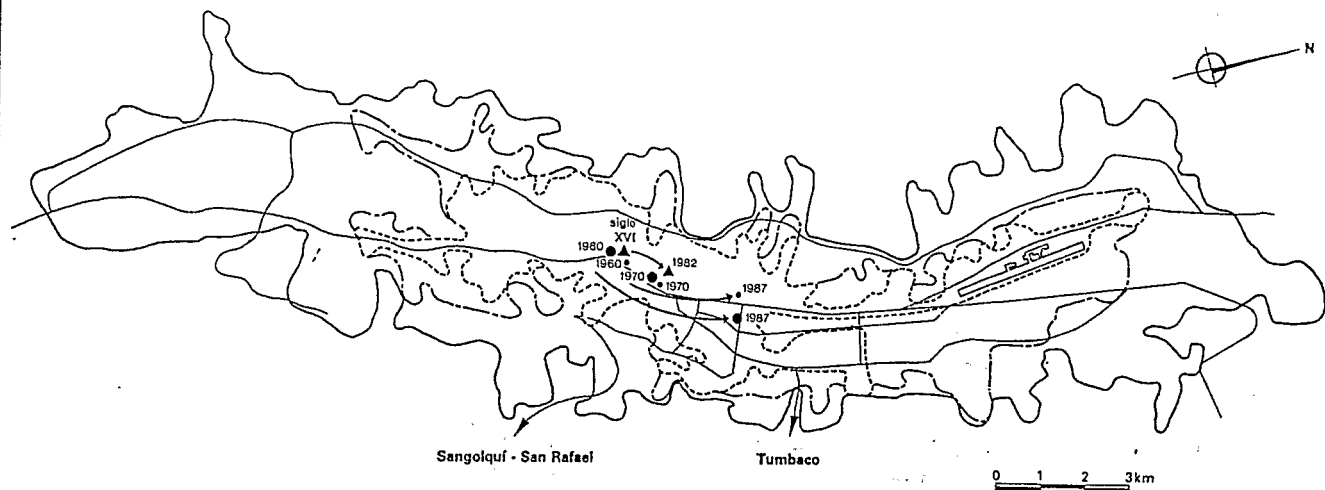 N
siglo
XVI
1980
1960
1982
1970
1970
1987
1987
Sangolquí - San Rafael
Tumbaco
0 1 2 3km